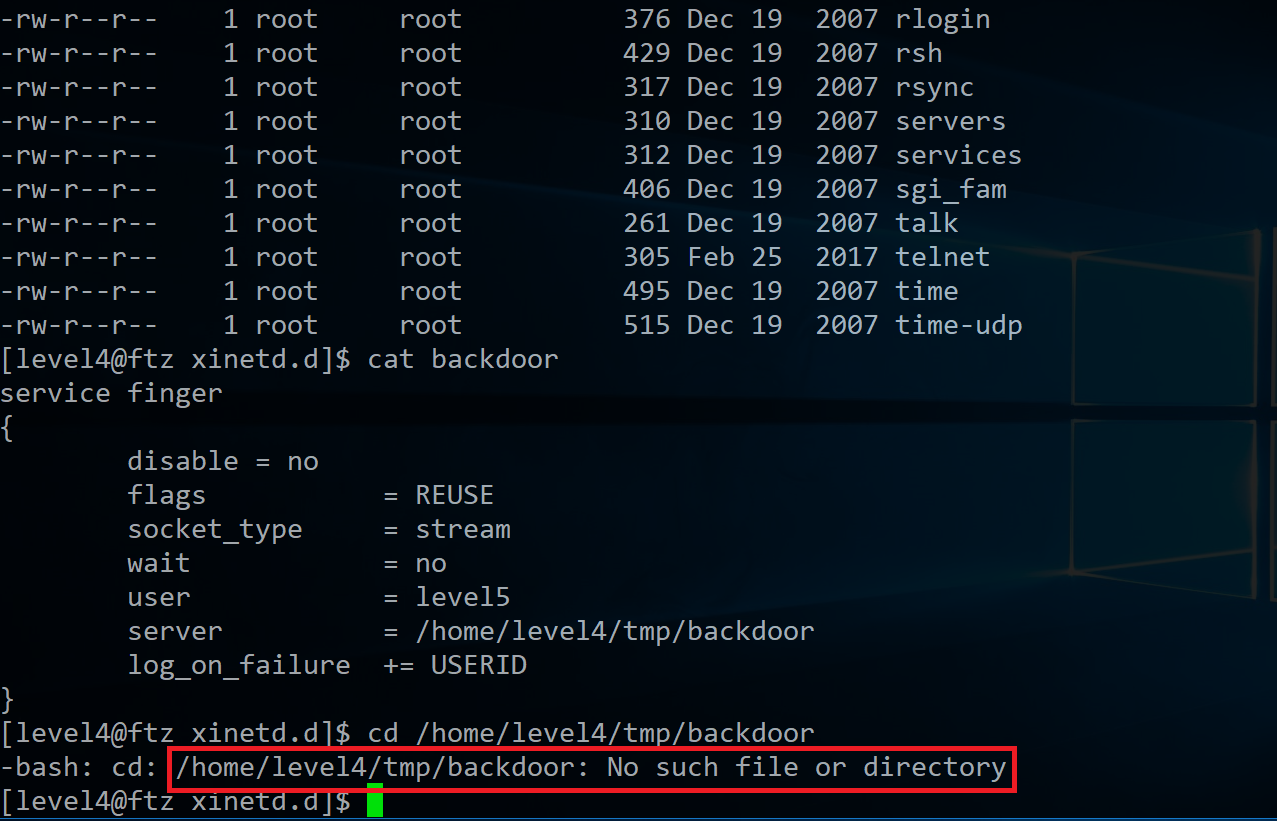 -rw-r--r--    1 root     root          376 Dec 19  2007 rlogin
-rw-r--r--    1 root     root          429 Dec 19  2007 rsh
-rw-r--r--    1 root     root          317 Dec 19  2007 rsync
-rw-r--r--    1 root     root          310 Dec 19  2007 servers
-rw-r--r--    1 root     root          312 Dec 19  2007 services
-rw-r--r--    1 root     root          406 Dec 19  2007 sgi_fam
-rw-r--r--    1 root     root          261 Dec 19  2007 talk
-rw-r--r--    1 root     root          305 Feb 25  2017 telnet
-rw-r--r--    1 root     root          495 Dec 19  2007 time
-rw-r--r--    1 root     root          515 Dec 19  2007 time-udp
[level4@ftz xinetd.d]$ cat backdoor
service finger
{
        disable = no
        flags           = REUSE
        socket_type     = stream
        wait            = no
        user            = level5
        server          = /home/level4/tmp/backdoor
        log_on_failure  += USERID
}
[level4@ftz xinetd.d]$ cd /home/level4/tmp/backdoor
-bash: cd: /home/level4/tmp/backdoor: No such file or directory
[level4@ftz xinetd.d]$